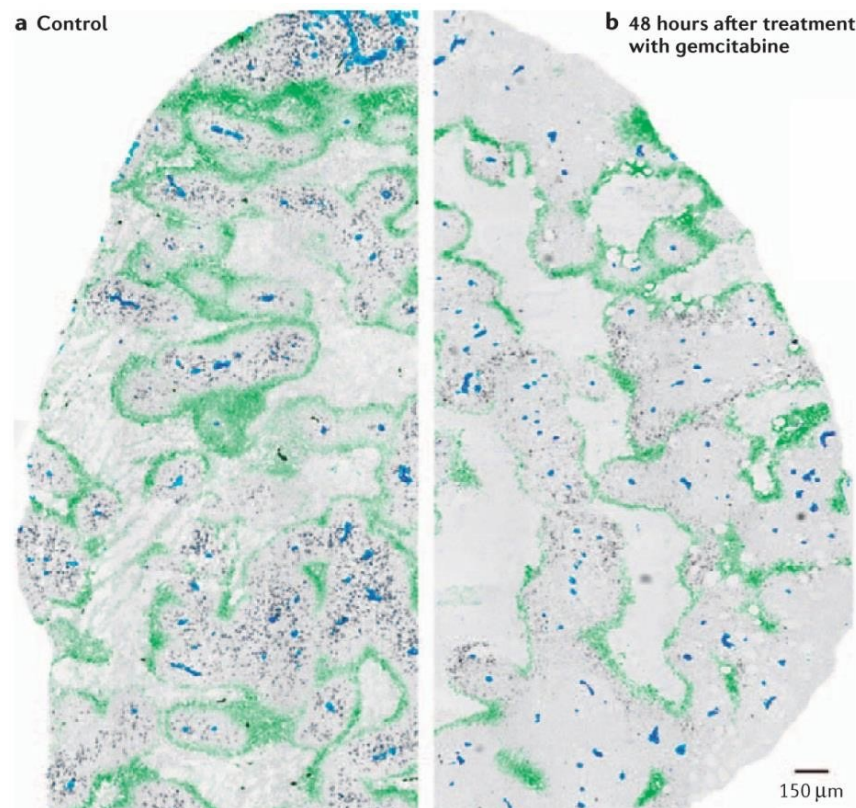 a Control
b 48 hours after treatment
with gemcitabine
150 μm